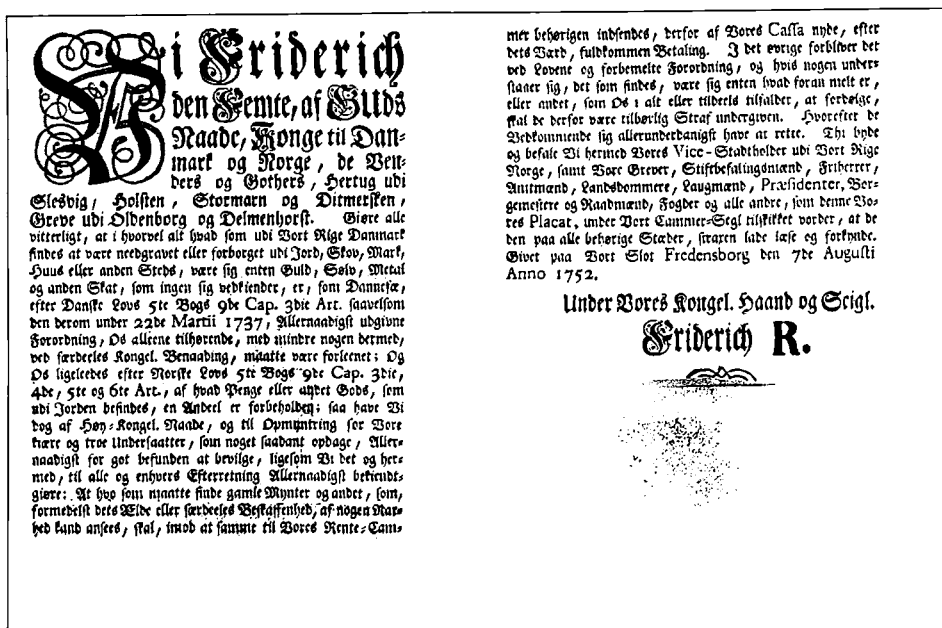 Vi Friderich
den Femte, af GUds
Naade, Konge til Dan-
mark og Norge, de Ven-
ders og Gothers, Hertug udi
Slesvig, Holsten, Stormarn og Ditmersken,
Greve udi Oldenborg og Delmenhorst. Giøre alle
vitterligt, at i hvorvel alt hvad som udi Vort Rige Danmark
findes at være needgravet eller forborget udi Jord, Skov, Mark,
Huus eller anden Steds, være sig enten Guld, Sølv, Metal
og anden Skat, som ingen sig vedkiender, er, som Dannefæ,
efter Danske Lovs 5te Bogs 9de Cap. 3die Art. saavelsom
den derom under 22de Martii 1737, Allernaadigst udgivne
Forordning, Os alleene tilhørende, med mindre nogen dermed,
ved særdeeles Kongel. Benaading, maatte være forleenet; Og
Os ligeledes efter Norske Lovs 5te Bogs 9de Cap. 3die,
4de, 5te og 6te Art., af hvad Penge eller andet Gods, som
udi Jorden befindes, en Andeel er forbeholden; saa have Vi
dog af Høy-Kongel. Naade, og til Opmuntring for Vore
kiære og troe Undersaatter, som noget saadant opdage, Aller-
naadigst for got befunden at bevilge, ligesom Vi det og her-
med, til alle og enhvers Efterretning Allernaadigst bekiendt-
giøre: At hvo som maatte finde gamle Mynter og andet, som,
formedelst dets Ælde eller særdeeles Beskaffenhed, af nogen Rar-
hed kand ansees, skal, imod at samme til Vores Rente-Cam-
mer behørigen indsendes, derfor af Vores Cassa nyde, efter
dets Værd, fuldkommen Betaling. I det øvrige forbliver det
ved Lovene og forbemelte Forordning, og hvis nogen under-
staaer sig, det som findes, være sig enten hvad foran melt er,
eller andet, som Os i alt eller tildeels tilfalder, at fordølge,
skal de derfor være tilbørlig Straf undergiven. Hvorefter de
Vedkommende sig allerunderdanigst have at rette. Thi byde
og befale Vi hermed Vores Vice-Stadtholder udi Vort Rige
Norge, samt Vore Grever, Stiftbefalingsmænd, Friherrer,
Amtmænd, Landsdommere, Laugmænd, Præsidenter, Bor-
gemestere og Raadmænd, Fogder og alle andre, som denne Vo-
res Placat, under Vort Cammer-Segl tilskikket vorder, at de
den paa alle behørige Stæder, straxen lade læse og forkynde.
Givet paa Vort Slot Fredensborg den 7de Augusti
Anno 1752.
Under Vores Kongel. Haand og Seigl.
Friderich R.